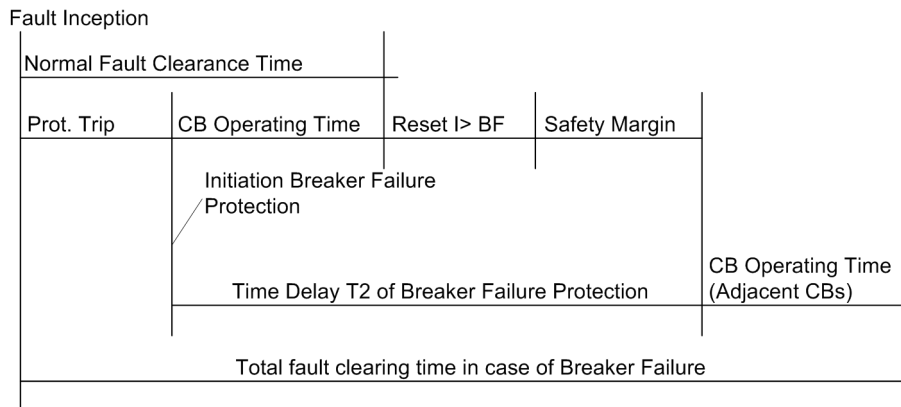 Fault Inception
Normal Fault Clearance Time
Prot. Trip
CB Operating Time
Reset I> BF
Safety Margin
Initiation Breaker Failure
Protection
CB Operating Time
(Adjacent CBs)
Time Delay T2 of Breaker Failure Protection
Total fault clearing time in case of Breaker Failure